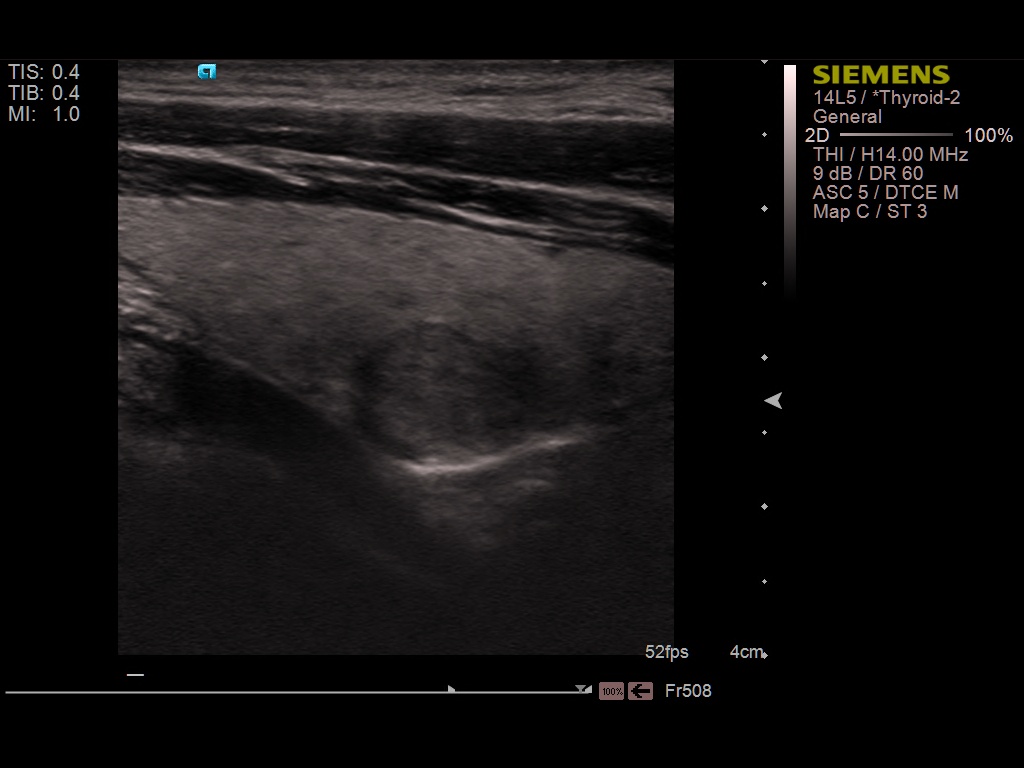 TIS: 0.4
TIB: 0.4
MI: 1.0
SIEMENS
14L5 / *Thyroid-2
General
2D 100%
THI / H14.00 MHz
9 dB / DR 60
ASC 5 / DTCE M
Map C / ST 3
52fps 4cm
100% Fr508